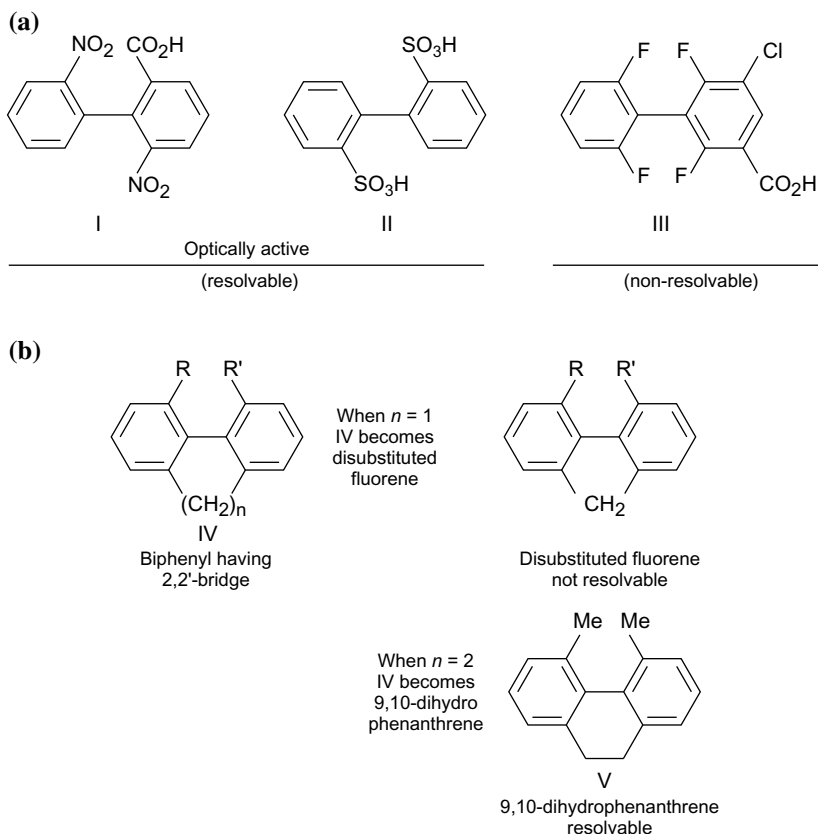 (a)
NO2 CO2H
NO2
I
SO3H
SO3H
II
F F Cl
F F CO2H
III
Optically active
(resolvable)
(non-resolvable)
(b)
R R'
(CH2)n
IV
Biphenyl having
2,2'-bridge
When n = 1
IV becomes
disubstituted
fluorene
R R'
CH2
Disubstituted fluorene
not resolvable
When n = 2
IV becomes
9,10-dihydro
phenanthrene
Me Me
V
9,10-dihydrophenanthrene
resolvable